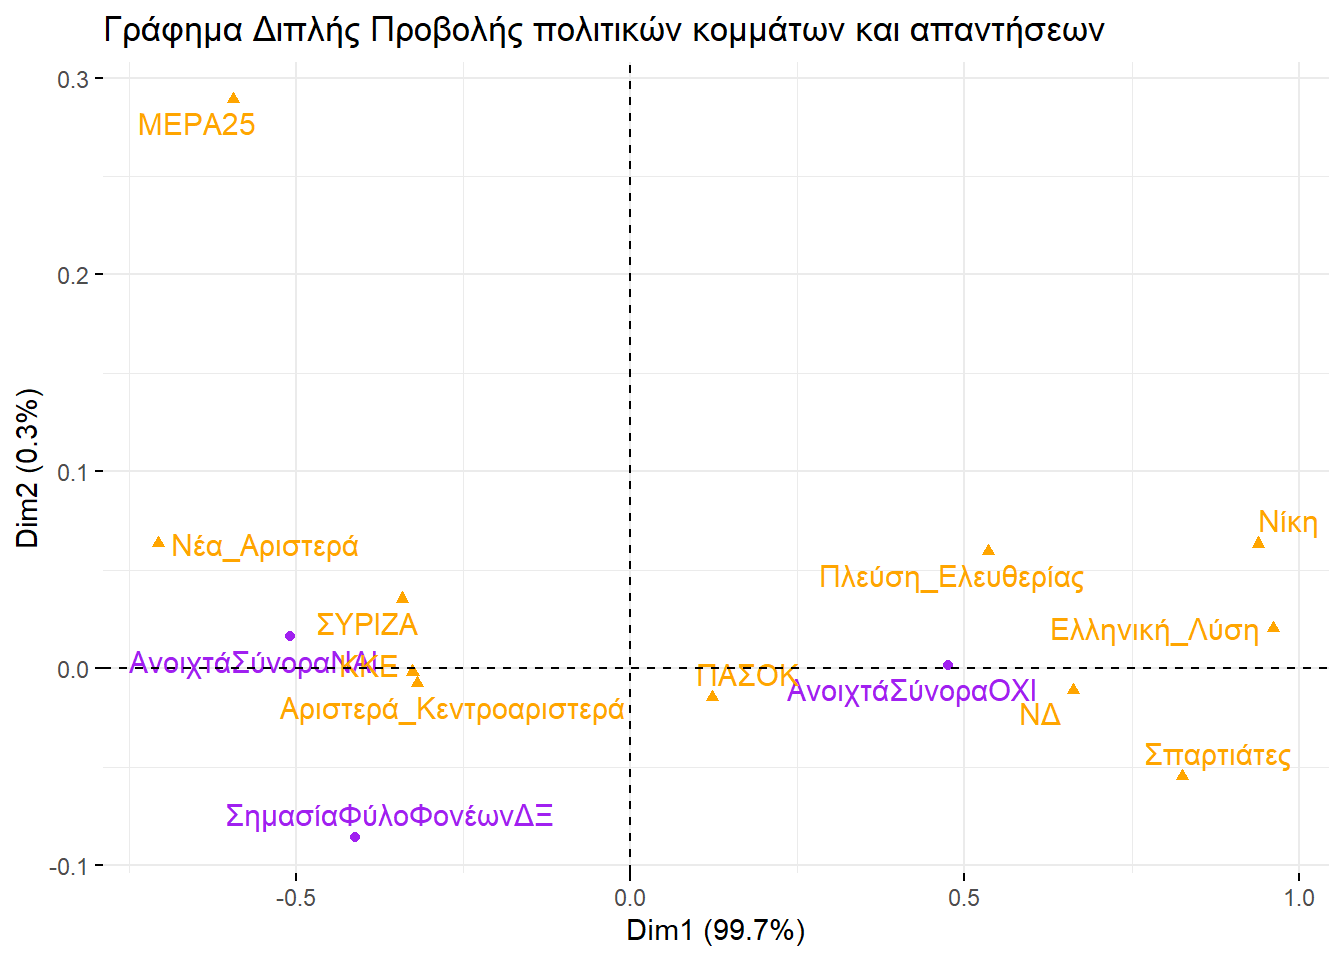 Γράφημα Διπλής Προβολής πολιτικών κομμάτων και απαντήσεων
0.3
ΜΕΡΑ25
0.2
Dim2 (0.3%)
0.1
Νίκη
Νέα_Αριστερά
Πλεύση_Ελευθερίας
ΣΥΡΙΖΑ
Ελληνική_Λύση
ΑνοιχτάΣύνοραΝΑΙ
ΚΚΕ
0.0
ΠΑΣΟΚ
ΑνοιχτάΣύνοραΟΧΙ
Αριστερά_Κεντροαριστερά
ΝΔ
Σπαρτιάτες
ΣημασίαΦύλοΦονέωνΔΞ
-0.1
-0.5
0.0
0.5
1.0
Dim1 (99.7%)